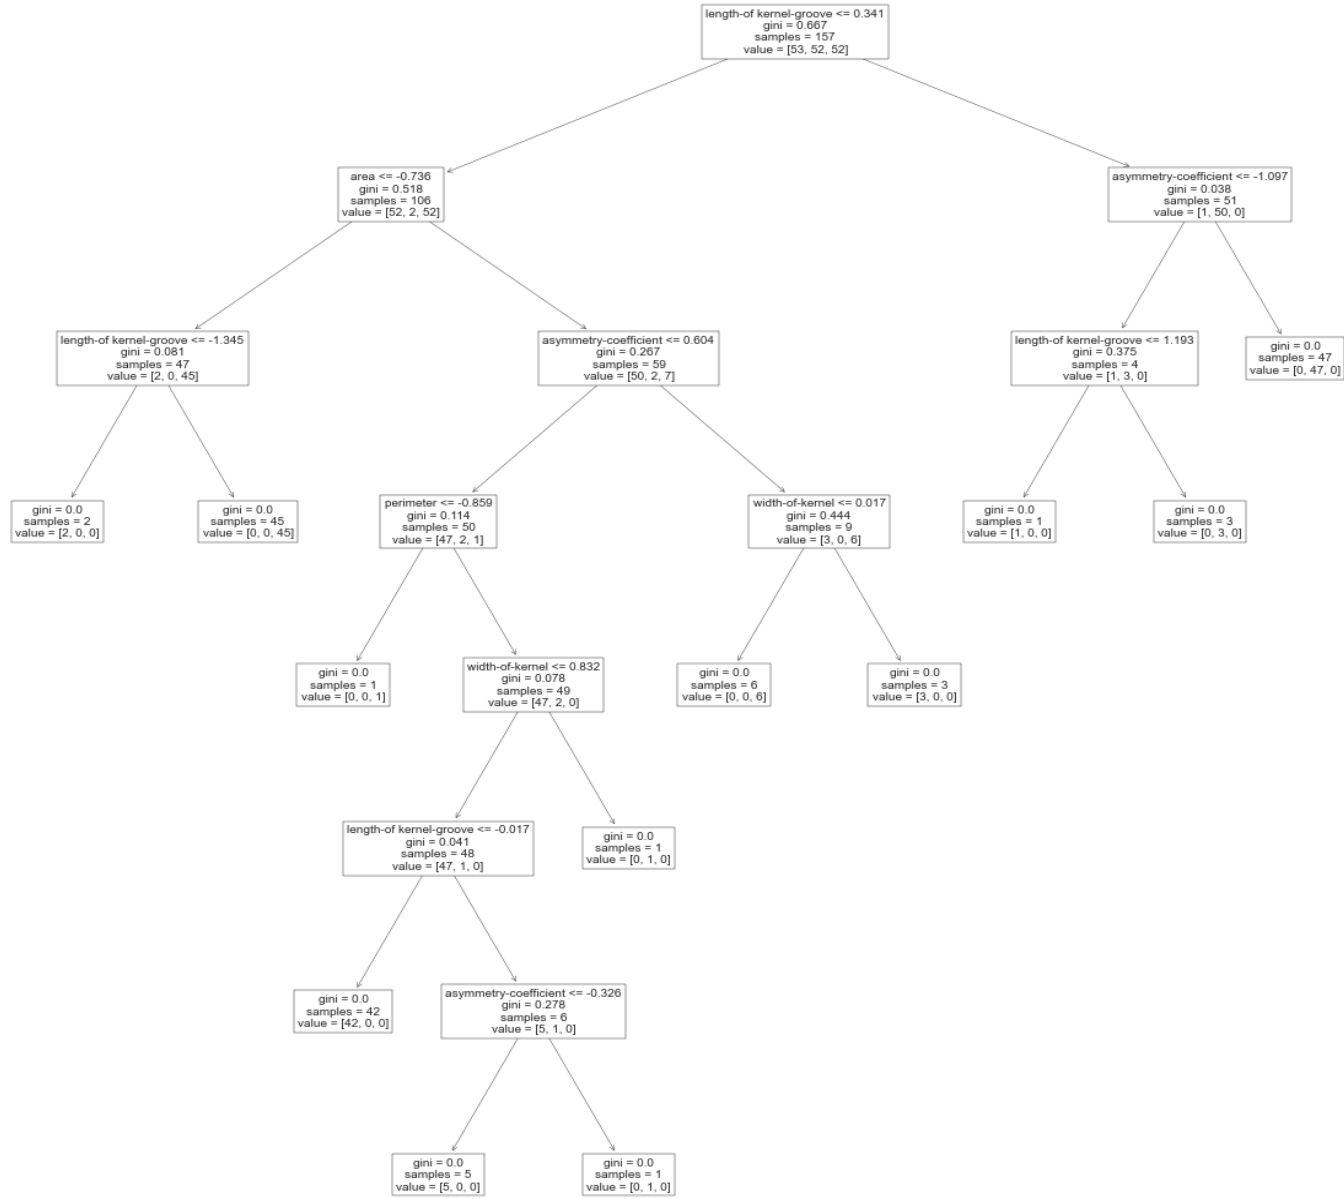 length-of kernel-groove <= 0.341
gini = 0.667
samples = 157
value = [53, 52, 52]
area <= -0.736
gini = 0.518
samples = 106
value = [52, 2, 52]
asymmetry-coefficient <= -1.097
gini = 0.038
samples = 51
value = [1, 50, 0]
length-of kernel-groove <= -1.345
gini = 0.081
samples = 47
value = [2, 0, 45]
asymmetry-coefficient <= 0.604
gini = 0.267
samples = 59
value = [50, 2, 7]
length-of kernel-groove <= 1.193
gini = 0.375
samples = 4
value = [1, 3, 0]
gini = 0.0
samples = 47
value = [0, 47, 0]
gini = 0.0
samples = 2
value = [2, 0, 0]
gini = 0.0
samples = 45
value = [0, 0, 45]
perimeter <= -0.859
gini = 0.114
samples = 50
value = [47, 2, 1]
width-of-kernel <= 0.017
gini = 0.444
samples = 9
value = [3, 0, 6]
gini = 0.0
samples = 1
value = [1, 0, 0]
gini = 0.0
samples = 3
value = [0, 3, 0]
gini = 0.0
samples = 1
value = [0, 0, 1]
width-of-kernel <= 0.832
gini = 0.078
samples = 49
value = [47, 2, 0]
gini = 0.0
samples = 6
value = [0, 0, 6]
gini = 0.0
samples = 3
value = [3, 0, 0]
length-of kernel-groove <= -0.017
gini = 0.041
samples = 48
value = [47, 1, 0]
gini = 0.0
samples = 1
value = [0, 1, 0]
gini = 0.0
samples = 42
value = [42, 0, 0]
asymmetry-coefficient <= -0.326
gini = 0.278
samples = 6
value = [5, 1, 0]
gini = 0.0
samples = 5
value = [5, 0, 0]
gini = 0.0
samples = 1
value = [0, 1, 0]